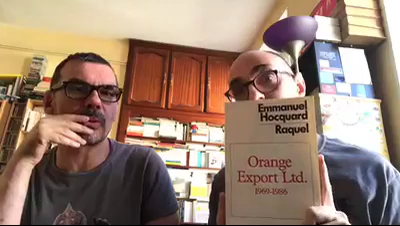 Emmanuel
Hocquard
Raquel
Orange
Export Ltd.
1969-1986